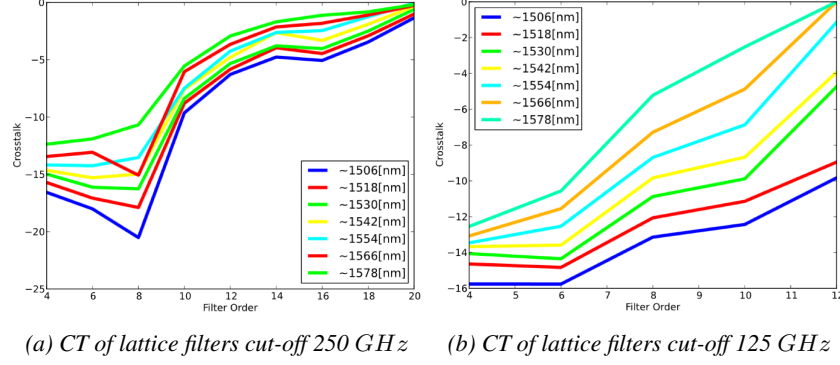 0
−5
−10
−15
−20
−25
Crosstalk
4 6 8 10 12 14 16 18 20
Filter Order
~1506[nm]
~1518[nm]
~1530[nm]
~1542[nm]
~1554[nm]
~1566[nm]
~1578[nm]
(a) CT of lattice filters cut-off 250 GHz
0
−2
−4
−6
−8
−10
−12
−14
−16
Crosstalk
4 5 6 7 8 9 10 11 12
Filter Order
~1506[nm]
~1518[nm]
~1530[nm]
~1542[nm]
~1554[nm]
~1566[nm]
~1578[nm]
(b) CT of lattice filters cut-off 125 GHz